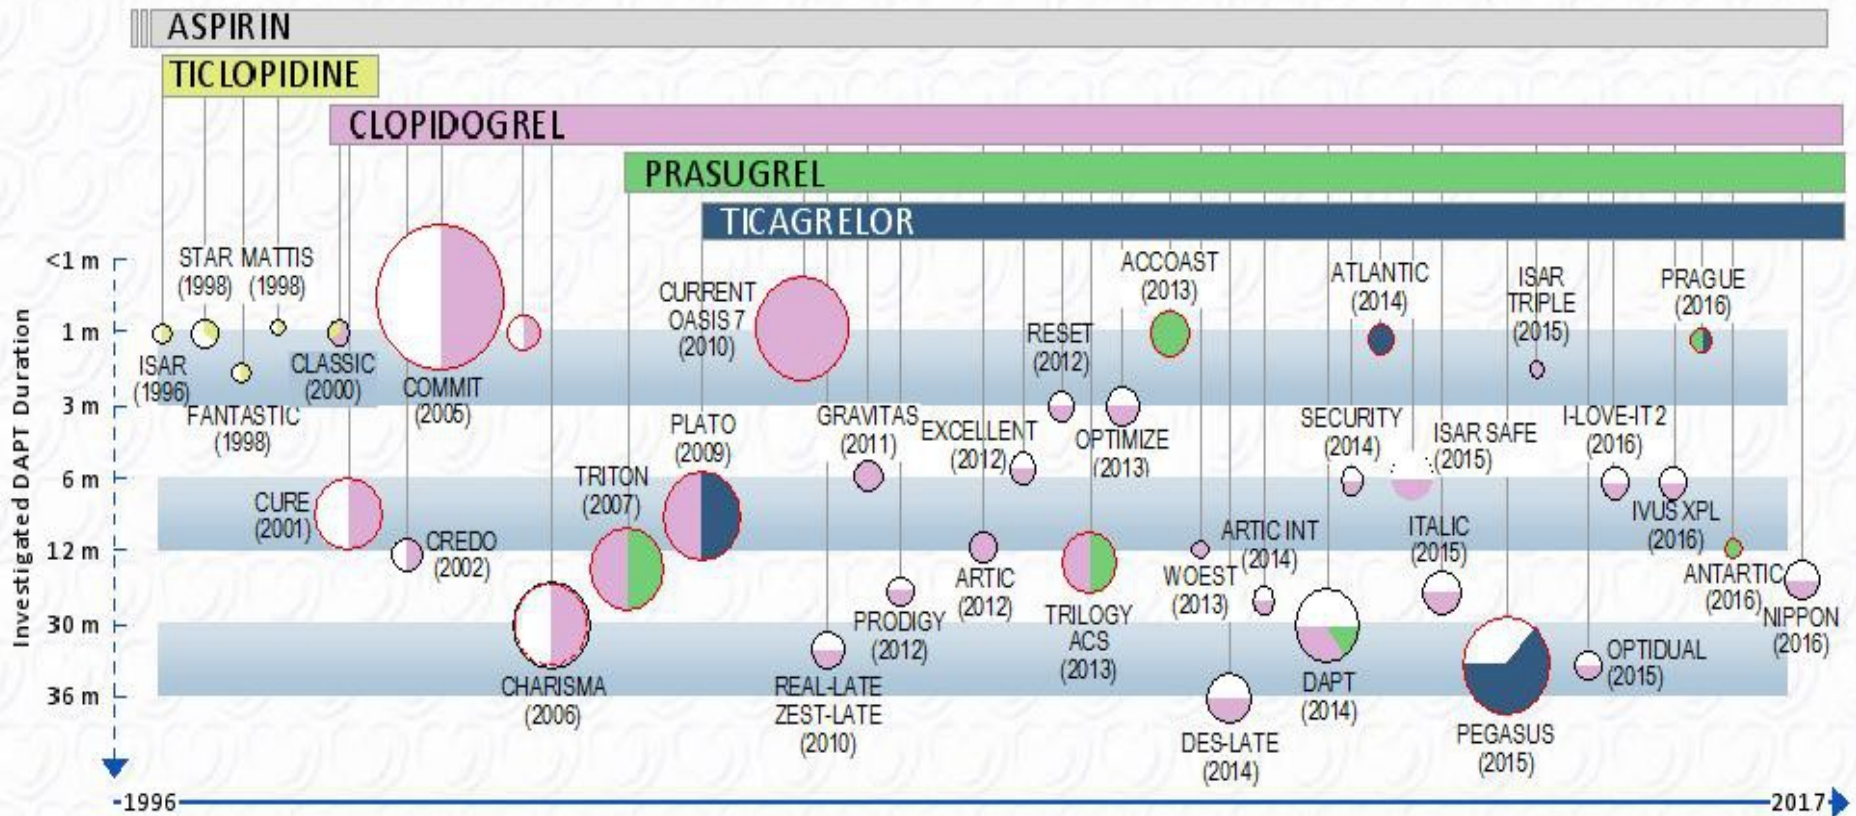 ASPIRIN
TICLOPIDINE
CLOPIDOGREL
PRASUGREL
TICAGRELOR
Investigated DAPT Duration
<1 m
1 m
3 m
6 m
12 m
30 m
36 m
ISAR
(1996)
STAR
(1998)
MATTIS
(1998)
FANTASTIC
(1998)
CLASSIC
(2000)
COMMIT
(2005)
CURE
(2001)
CREDO
(2002)
CHARISMA
(2006)
TRITON
(2007)
PLATO
(2009)
CURRENT
OASIS 7
(2010)
REAL-LATE
ZEST-LATE
(2010)
GRAVITAS
(2011)
PRODIGY
(2012)
EXCELLENT
(2012)
ARTIC
(2012)
RESET
(2012)
OPTIMIZE
(2013)
TRILOGY
ACS
(2013)
ACCOAST
(2013)
WOEST
(2013)
ARTIC INT
(2014)
DES-LATE
(2014)
ATLANTIC
(2014)
SECURITY
(2014)
DAPT
(2014)
ISAR SAFE
(2015)
ITALIC
(2015)
PEGASUS
(2015)
ISAR
TRIPLE
(2015)
OPTIDUAL
(2015)
I-LOVE-IT 2
(2016)
IVUS XPL
(2016)
PRAGUE
(2016)
ANTARTIC
(2016)
NIPPON
(2016)
1996
2017